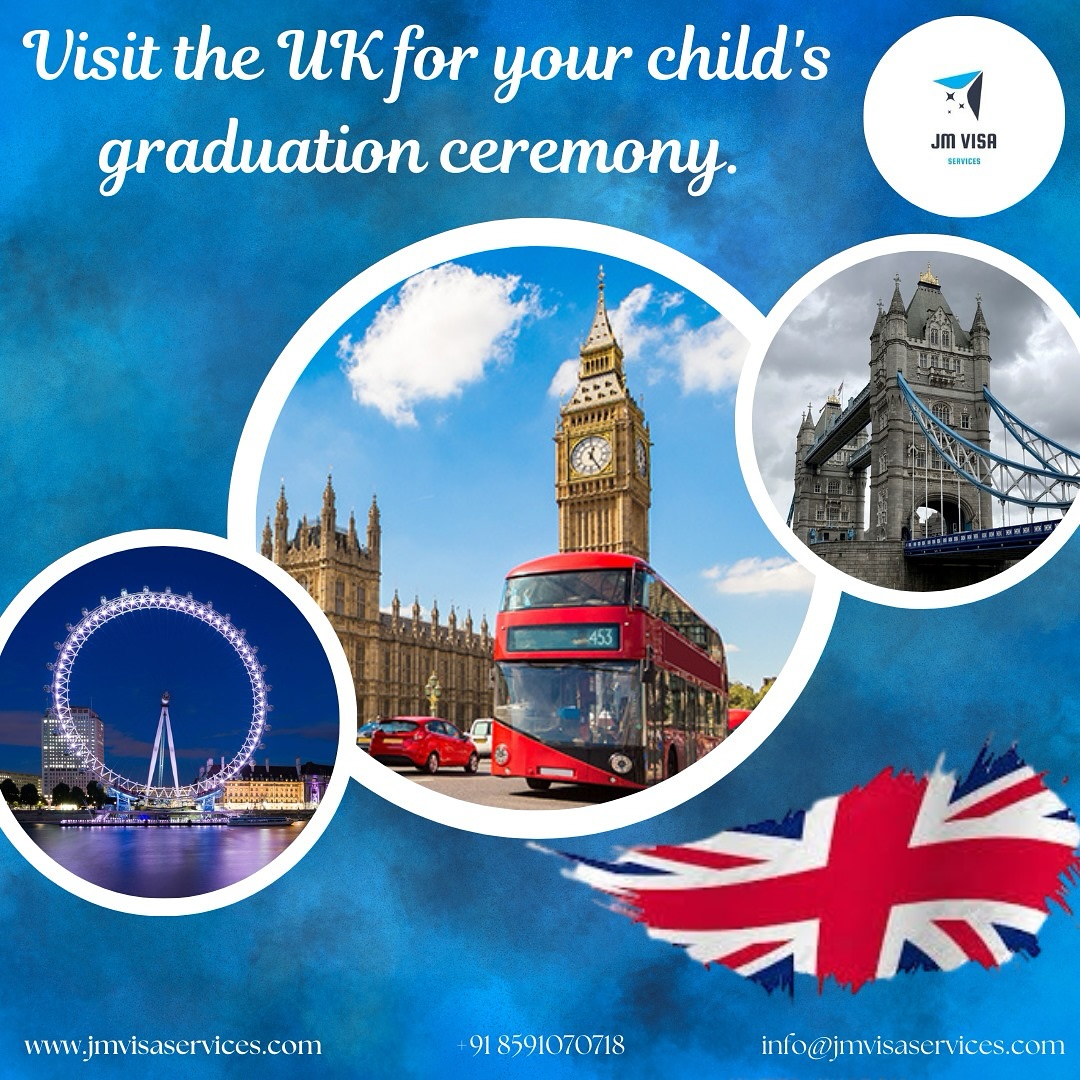 Visit the UK for your child's
graduation ceremony.
JM VISA
SERVICES
453
www.jmvisaservices.com
+91 8591070718
info@jmvisaservices.com